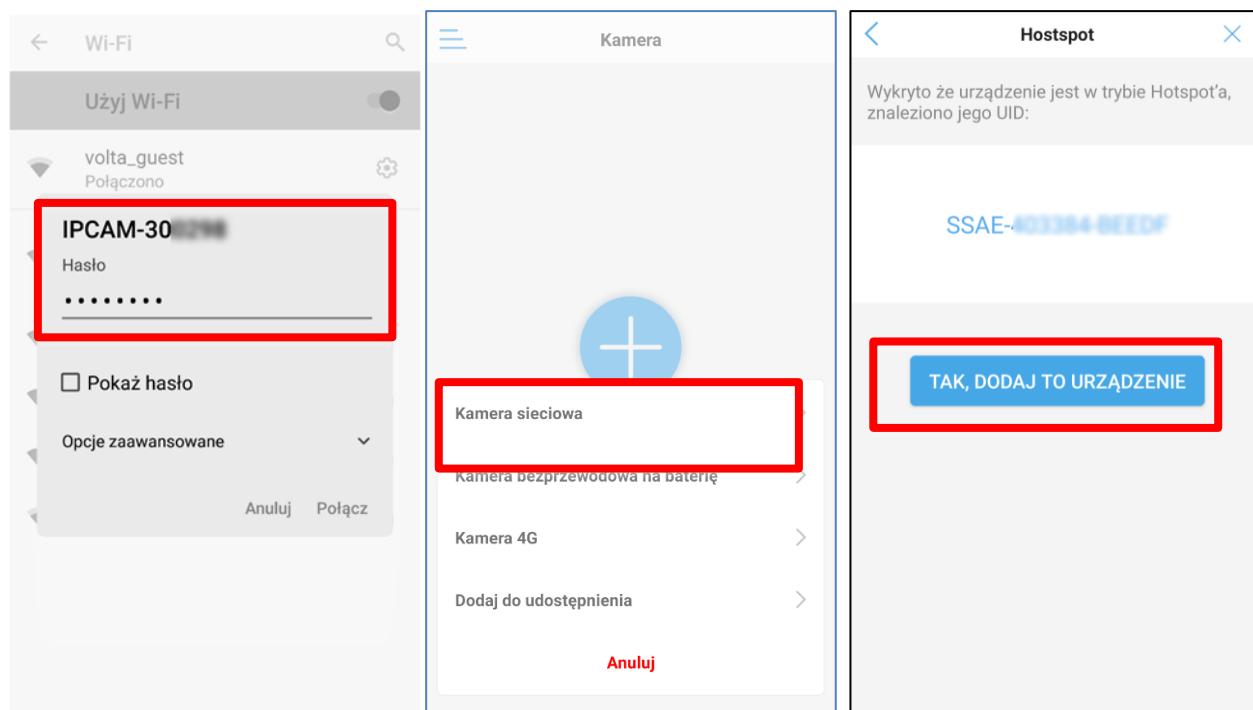 Wi-Fi
Użyj Wi-Fi
volta_guest
Połączono
IPCAM-30
Hasło
Pokaż hasło
Opcje zaawansowane
Anuluj Połącz
Kamera
Kamera sieciowa
Kamera bezprzewodowa na baterię
Kamera 4G
Dodaj do udostępnienia
Anuluj
Hostspot
Wykryto że urządzenie jest w trybie Hotspot'a,
znaleziono jego UID:
SSAE-
TAK, DODAJ TO URZĄDZENIE